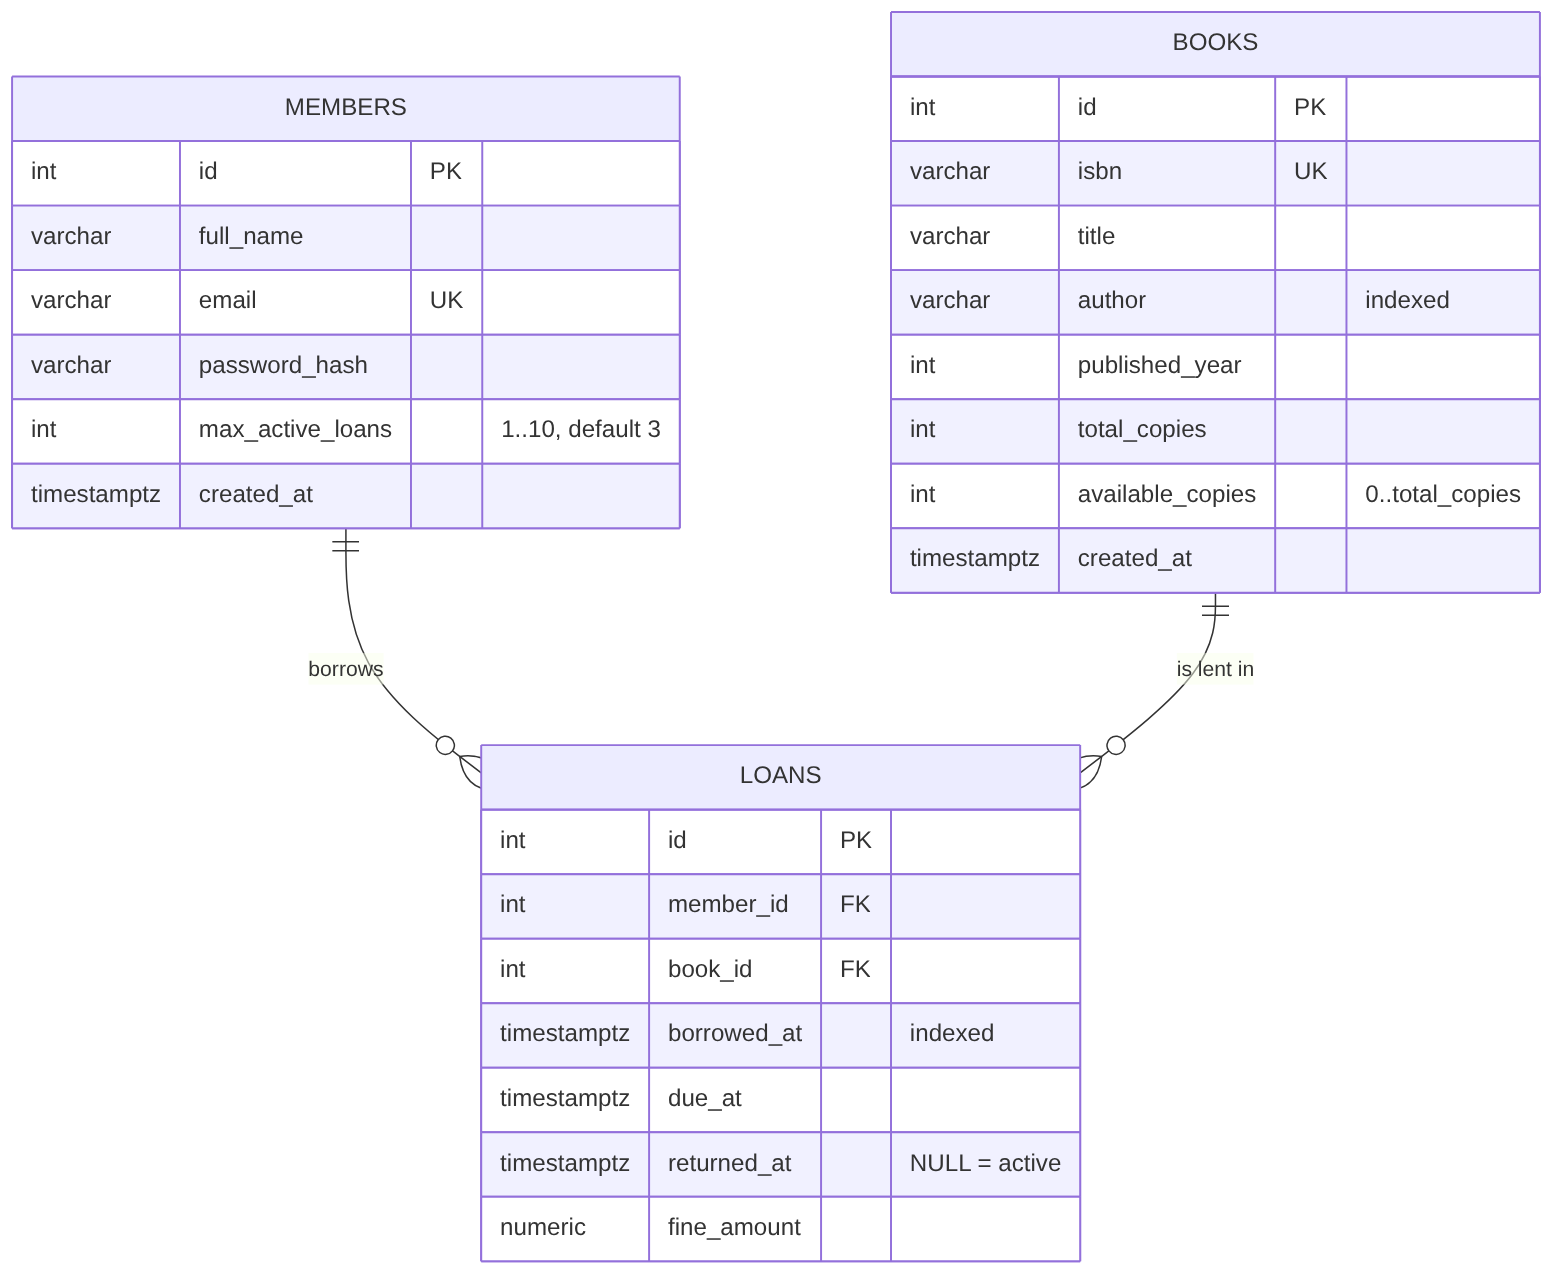 MEMBERS
int id PK
varchar full_name
varchar email UK
varchar password_hash
int max_active_loans 1..10, default 3
timestamptz created_at
BOOKS
int id PK
varchar isbn UK
varchar title
varchar author indexed
int published_year
int total_copies
int available_copies 0..total_copies
timestamptz created_at
borrows
is lent in
LOANS
int id PK
int member_id FK
int book_id FK
timestamptz borrowed_at indexed
timestamptz due_at
timestamptz returned_at NULL = active
numeric fine_amount